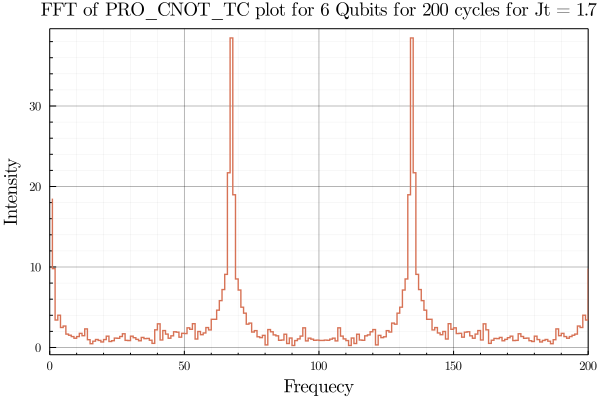 FFT of PRO_CNOT_TC plot for 6 Qubits for 200 cycles for Jt = 1.7
Intensity
30
20
10
0
0 50 100 150 200
Frequecy